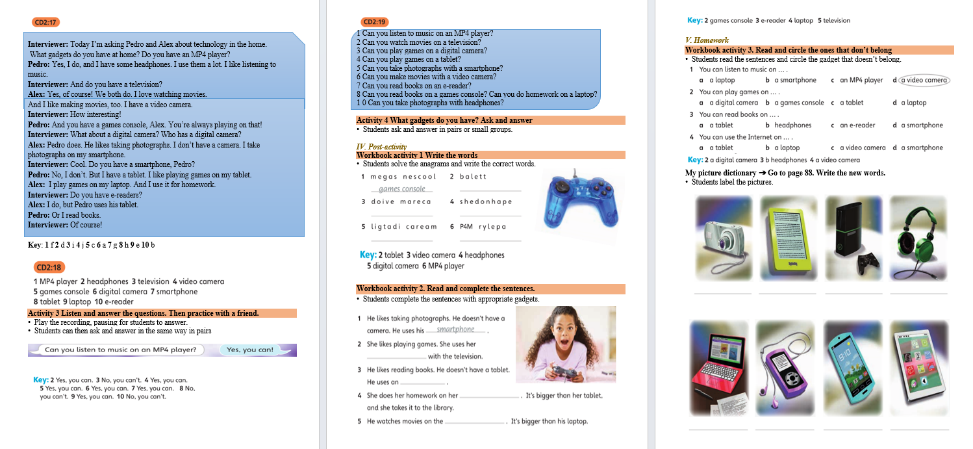 CD2:17
Interviewer: Today I'm asking Pedro and Alex about technology in the home.
What gadgets do you have at home? Do you have an MP4 player?
Pedro: Yes, I do, and I have some headphones. I use them a lot. I like listening to
music.
Interviewer: And do you have a television?
Alex: Yes, of course! We both do. I love watching movies.
And I like making movies, too. I have a video camera.
Interviewer: How interesting!
Pedro: And you have a games console, Alex. You're always playing on that!
Interviewer: What about a digital camera? Who has a digital camera?
Alex: Pedro does. He likes taking photographs. I don't have a camera. I take
photographs on my smartphone.
Interviewer: Cool. Do you have a smartphone, Pedro?
Pedro: No, I don't. But I have a tablet. I like playing games on my tablet.
Alex: I play games on my laptop. And I use it for homework.
Interviewer: Do you have e-readers?
Alex: I do, but Pedro uses his tablet.
Pedro: Or I read books.
Interviewer: Of course!
Key: 1 f 2 d 3 i 4 j 5 c 6 a 7 g 8 h 9 e 10 b
CD2:18
1 MP4 player 2 headphones 3 television 4 video camera
5 games console 6 digital camera 7 smartphone
8 tablet 9 laptop 10 e-reader
Activity 3 Listen and answer the questions. Then practice with a friend.
• Play the recording, pausing for students to answer.
• Students can then ask and answer in the same way in pairs
Can you listen to music on an MP4 player? Yes, you can!
Key: 2 Yes, you can. 3 No, you can't. 4 Yes, you can.
5 Yes, you can. 6 Yes, you can. 7 Yes, you can. 8 No,
you can't. 9 Yes, you can. 10 No, you can't.
CD2:19
1 Can you listen to music on an MP4 player?
2 Can you watch movies on a television?
3 Can you play games on a digital camera?
4 Can you play games on a tablet?
5 Can you take photographs with a smartphone?
6 Can you make movies with a video camera?
7 Can you read books on an e-reader?
8 Can you read books on a games console? 9 Can you do homework on a laptop?
1 0 Can you take photographs with headphones?
Activity 4 What gadgets do you have? Ask and answer
• Students ask and answer in pairs or small groups.
IV. Post-activity
Workbook activity 1 Write the words
• Students solve the anagrams and write the correct words.
1 megas nescool 2 balett
games console
3 doive mareca 4 shedonhape
5 ligtadi caream 6 P4M rylepa
Key: 2 tablet 3 video camera 4 headphones
5 digital camera 6 MP4 player
Workbook activity 2. Read and complete the sentences.
• Students complete the sentences with appropriate gadgets.
1 He likes taking photographs. He doesn't have a
camera. He uses his smartphone .
2 She likes playing games. She uses her
with the television.
3 He likes reading books. He doesn't have a tablet.
He uses an .
4 She does her homework on her . It's bigger than her tablet,
and she takes it to the library.
5 He watches movies on the . It's bigger than his laptop.
Key: 2 games console 3 e-reader 4 laptop 5 television
V. Homework
Workbook activity 3. Read and circle the ones that don't belong
• Students read the sentences and circle the gadget that doesn't belong.
1 You can listen to music on ... .
a a laptop b a smartphone c an MP4 player d a video camera
2 You can play games on ... .
a a digital camera b a games console c a tablet d a laptop
3 You can read books on ... .
a a tablet b headphones c an e-reader d a smartphone
4 You can use the Internet on ... .
a a tablet b a laptop c a video camera d a smartphone
Key: 2 a digital camera 3 b headphones 4 a video camera
My picture dictionary ➔ Go to page 88. Write the new words.
• Students label the pictures.